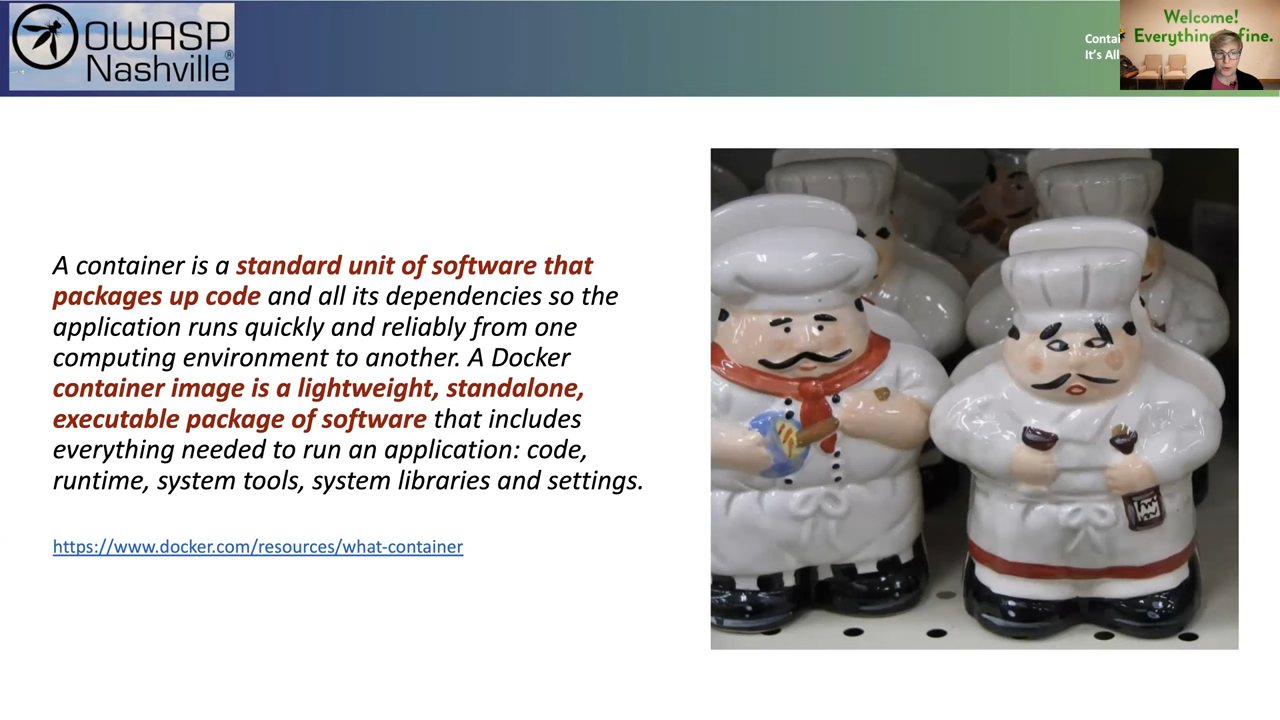 OWASP
Nashville®
Welcome!
A container is a standard unit of software that
packages up code and all its dependencies so the
application runs quickly and reliably from one
computing environment to another. A Docker
container image is a lightweight, standalone,
executable package of software that includes
everything needed to run an application: code,
runtime, system tools, system libraries and settings.
https://www.docker.com/resources/what-container
It's All